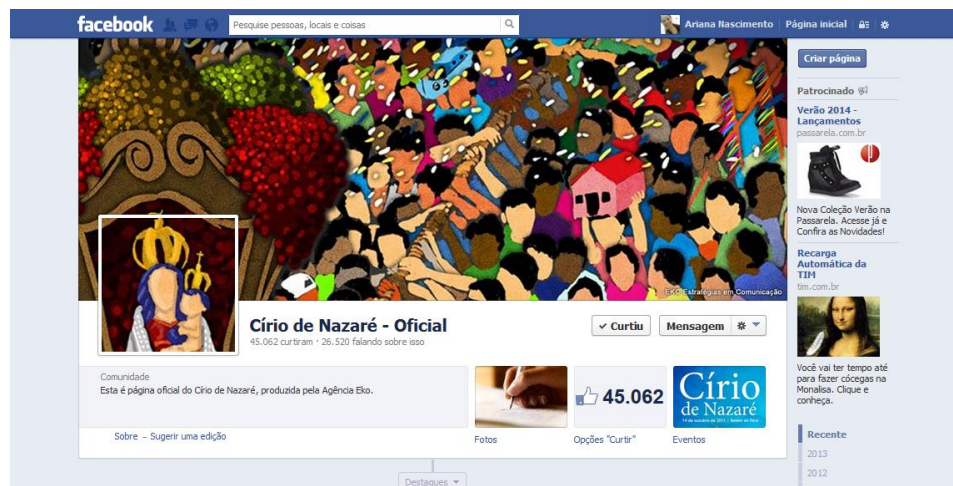 facebook
Pesquise pessoas, locais e coisas
Ariana Nascimento
Página inicial
EKO Estratégias em Comunicação
Círio de Nazaré - Oficial
45.062 curtiram · 26.520 falando sobre isso
Curtiu
Mensagem
Comunidade
Esta é página oficial do Círio de Nazaré, produzida pela Agência Eko.
Sobre – Sugerir uma edição
Fotos
45.062
Opções "Curtir"
Círio
de Nazaré
Eventos
Destaques
Criar página
Patrocinado
Verão 2014 -
Lançamentos
passarela.com.br
Nova Coleção Verão na
Passarela. Acesse já e
Confira as Novidades!
Recarga
Automática da
TIM
tim.com.br
Você vai ter tempo até
para fazer cócegas na
Monalisa. Clique e
conheça.
Recente
2013
2012